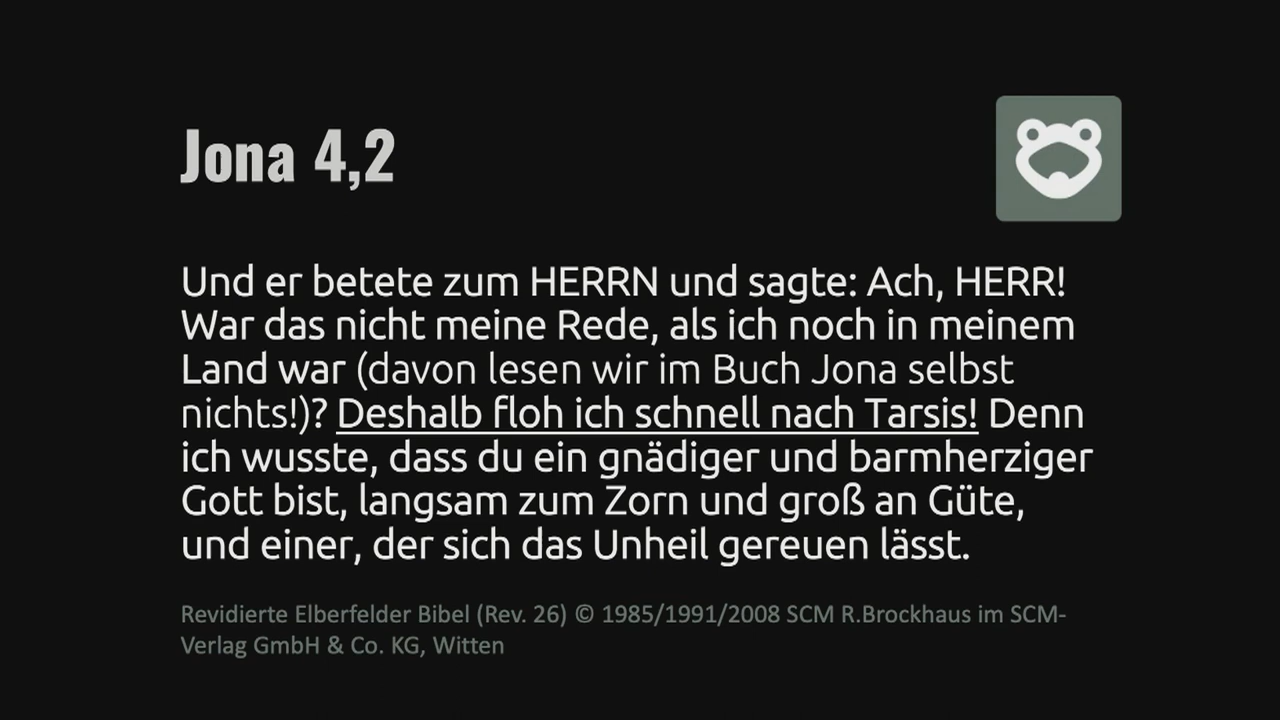 Jona 4,2
Und er betete zum HERRN und sagte: Ach, HERR!
War das nicht meine Rede, als ich noch in meinem
Land war (davon lesen wir im Buch Jona selbst
nichts!)? Deshalb floh ich schnell nach Tarsis! Denn
ich wusste, dass du ein gnädiger und barmherziger
Gott bist, langsam zum Zorn und groß an Güte,
und einer, der sich das Unheil gereuen lässt.
Revidierte Elberfelder Bibel (Rev. 26) © 1985/1991/2008 SCM R.Brockhaus im SCM-
Verlag GmbH & Co. KG, Witten